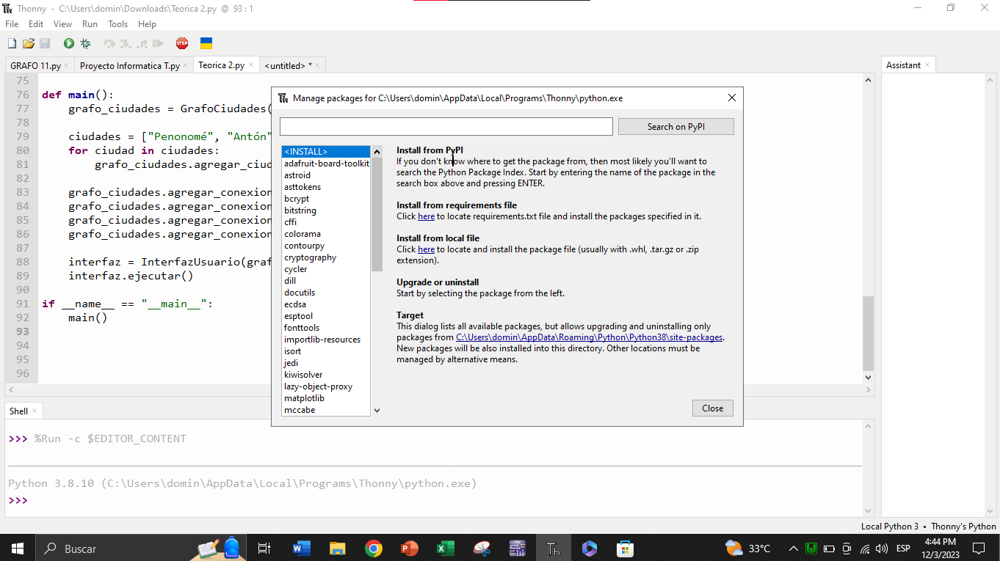 Thonny - C:\Users\domin\Downloads\Teorica 2.py @ 93 : 1
File Edit View Run Tools Help
STOP
GRAFO 11.py × Proyecto Informatica T.py × Teorica 2.py × <untitled> * ×
Assistant ×
75
76 def main():
77 grafo_ciudades = GrafoCiudades(
78
79 ciudades = ["Penonomé", "Antón"
80 for ciudad in ciudades:
81 grafo_ciudades.agregar_ciud
82
83 grafo_ciudades.agregar_conexion
84 grafo_ciudades.agregar_conexion
85 grafo_ciudades.agregar_conexion
86 grafo_ciudades.agregar_conexion
87
88 interfaz = InterfazUsuario(graf
89 interfaz.ejecutar()
90
91 if __name__ == "__main__":
92 main()
93
94
95
96
Manage packages for C:\Users\domin\AppData\Local\Programs\Thonny\python.exe
Search on PyPI
<INSTALL>
adafruit-board-toolkit
astroid
asttokens
bcrypt
bitstring
cffi
colorama
contourpy
cryptography
cycler
dill
docutils
ecdsa
esptool
fonttools
importlib-resources
isort
jedi
kiwisolver
lazy-object-proxy
matplotlib
mccabe
Install from PyPI
If you don't know where to get the package from, then most likely you'll want to
search the Python Package Index. Start by entering the name of the package in the
search box above and pressing ENTER.
Install from requirements file
Click here to locate requirements.txt file and install the packages specified in it.
Install from local file
Click here to locate and install the package file (usually with .whl, .tar.gz or .zip
extension).
Upgrade or uninstall
Start by selecting the package from the left.
Target
This dialog lists all available packages, but allows upgrading and uninstalling only
packages from C:\Users\domin\AppData\Roaming\Python\Python38\site-packages.
New packages will be also installed into this directory. Other locations must be
managed by alternative means.
Close
Shell ×
>>> %Run -c $EDITOR_CONTENT
Python 3.8.10 (C:\Users\domin\AppData\Local\Programs\Thonny\python.exe)
>>>
Local Python 3 • Thonny's Python
Buscar
33°C
ESP
4:44 PM
12/3/2023